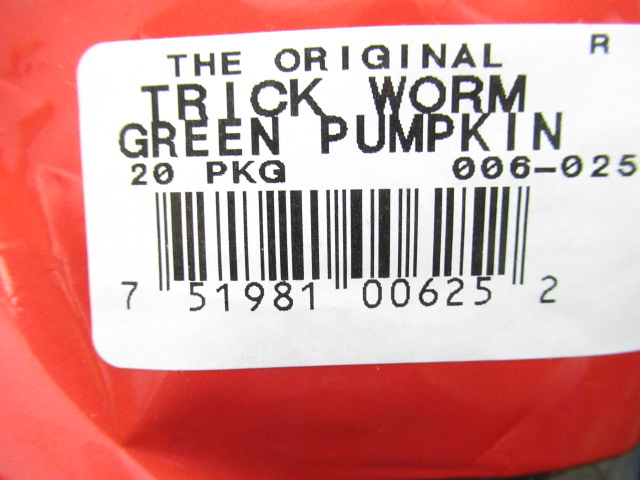 THE ORIGINAL R
TRICK WORM
GREEN PUMPKIN
20 PKG 006-025
7 51981 00625 2